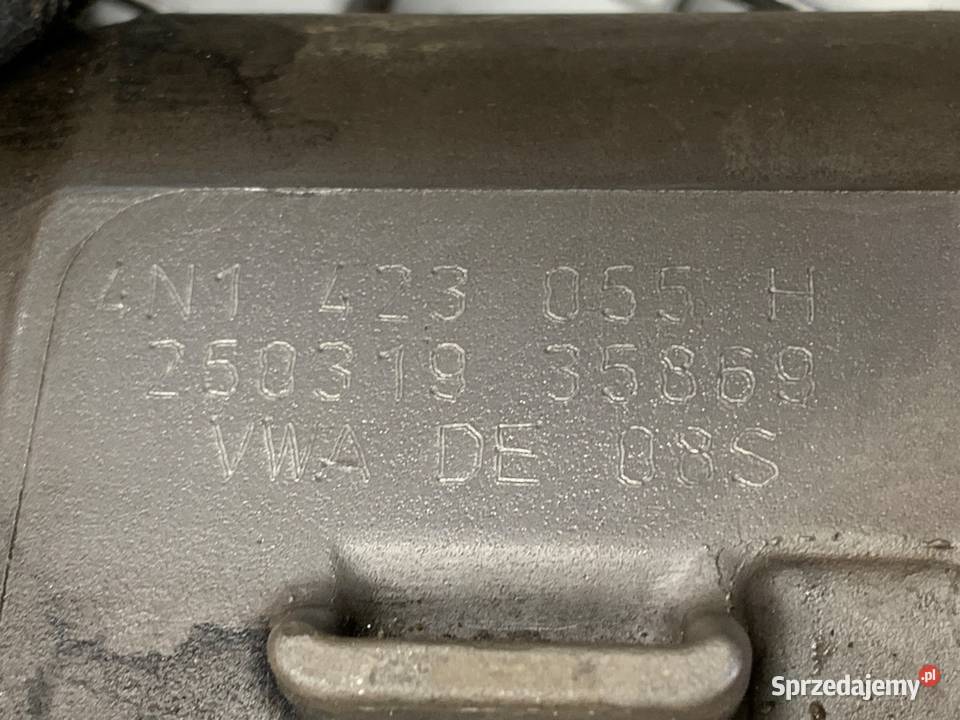 4N1 423 055 H
250319 35869
VWA DE 08S
Sprzedajemy.pl